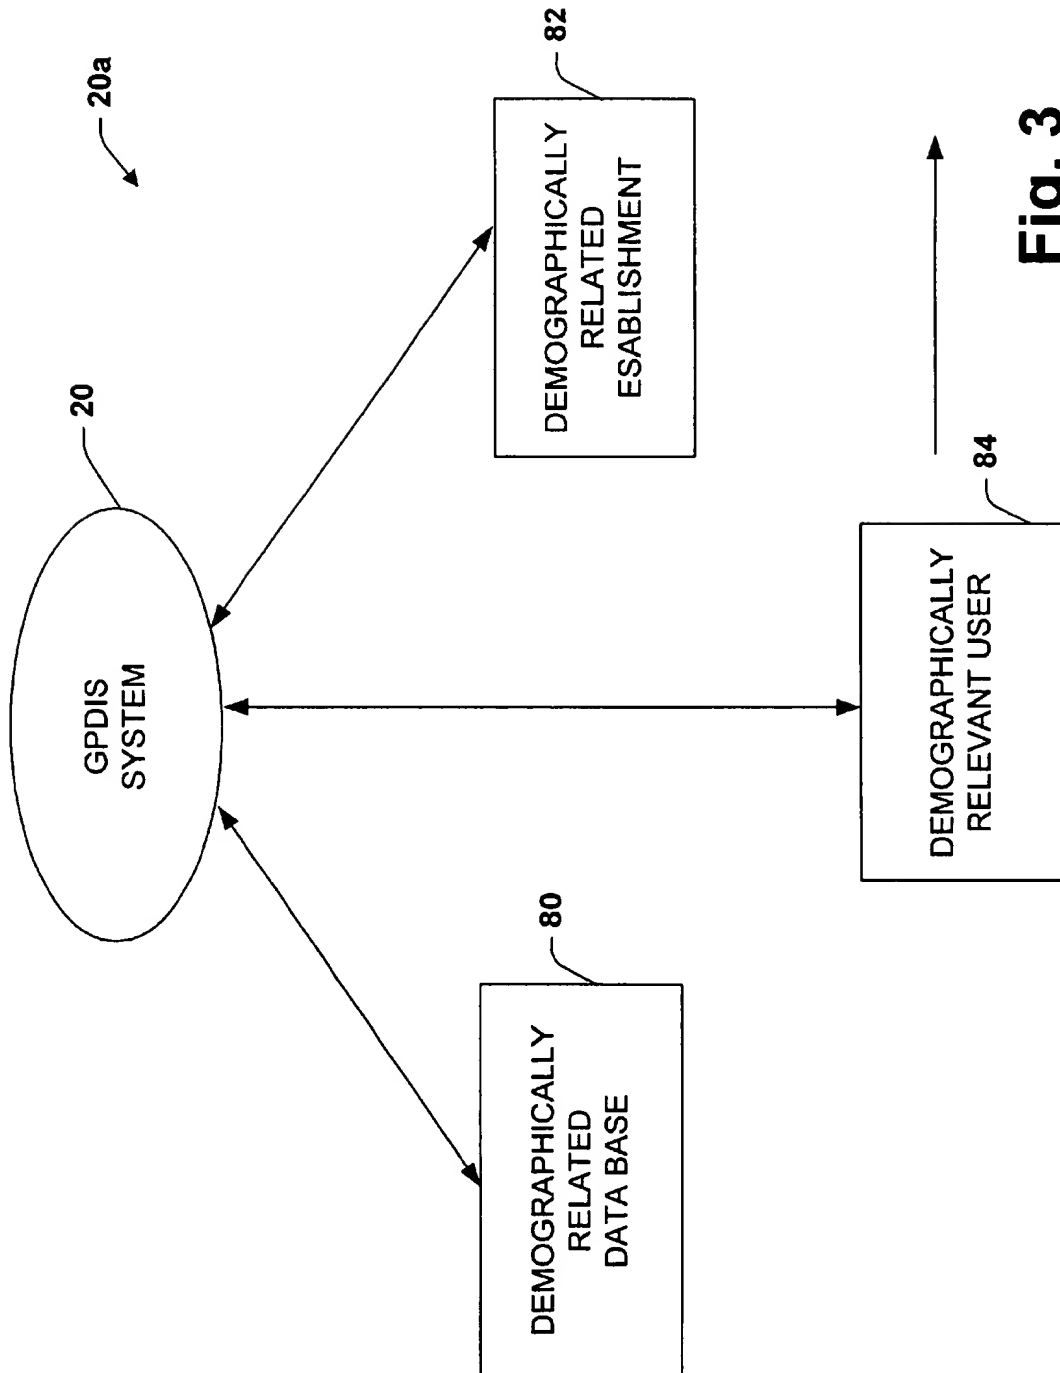 20a
20
GPDIS
SYSTEM
80
DEMOGRAPHICALLY
RELATED
DATA BASE
82
DEMOGRAPHICALLY
RELATED
ESABLISHMENT
84
DEMOGRAPHICALLY
RELEVANT USER
Fig. 3